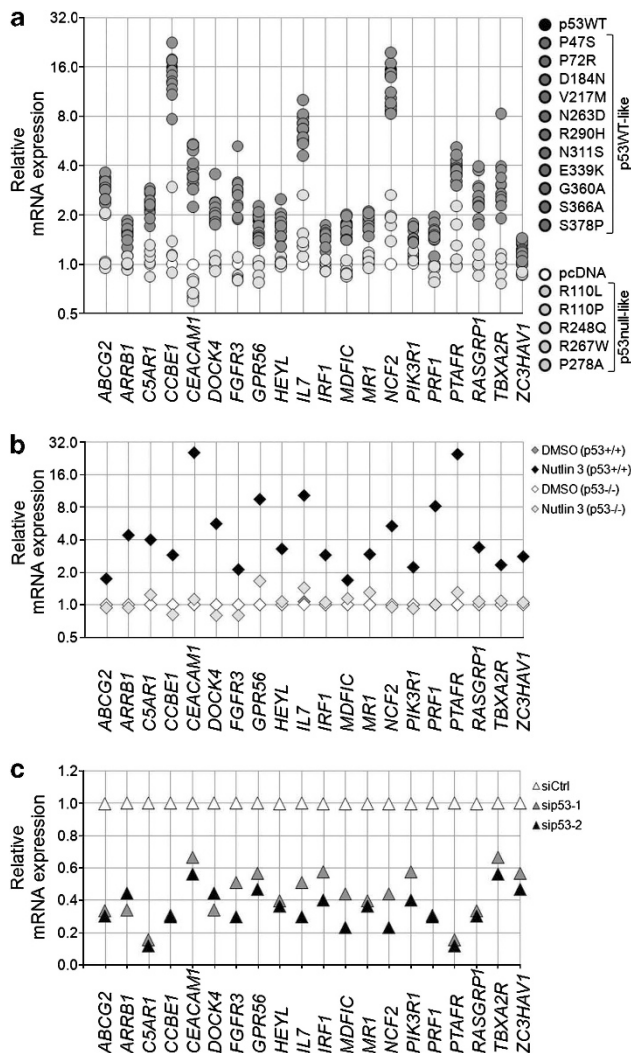 a
Relative
mRNA expression
32.0
16.0
8.0
4.0
2.0
1.0
0.5
ABCG2
ARRB1
C5AR1
CCBE1
CEACAM1
DOCK4
FGFR3
GPR56
HEYL
IL7
IRF1
MDFIC
MR1
NCF2
PIK3R1
PRF1
PTAFR
RASGRP1
TBXA2R
ZC3HAV1
p53WT
P47S
P72R
D184N
V217M
N263D
R290H
N311S
E339K
G360A
S366A
S378P
p53WT-like
pcDNA
R110L
R110P
R248Q
R267W
P278A
p53null-like
b
Relative
mRNA expression
32.0
16.0
8.0
4.0
2.0
1.0
0.5
ABCG2
ARRB1
C5AR1
CCBE1
CEACAM1
DOCK4
FGFR3
GPR56
HEYL
IL7
IRF1
MDFIC
MR1
NCF2
PIK3R1
PRF1
PTAFR
RASGRP1
TBXA2R
ZC3HAV1
DMSO (p53+/+)
Nutlin 3 (p53+/+)
DMSO (p53-/-)
Nutlin 3 (p53-/-)
c
Relative
mRNA expression
1.2
1.0
0.8
0.6
0.4
0.2
0.0
ABCG2
ARRB1
C5AR1
CCBE1
CEACAM1
DOCK4
FGFR3
GPR56
HEYL
IL7
IRF1
MDFIC
MR1
NCF2
PIK3R1
PRF1
PTAFR
RASGRP1
TBXA2R
ZC3HAV1
siCtrl
sip53-1
sip53-2